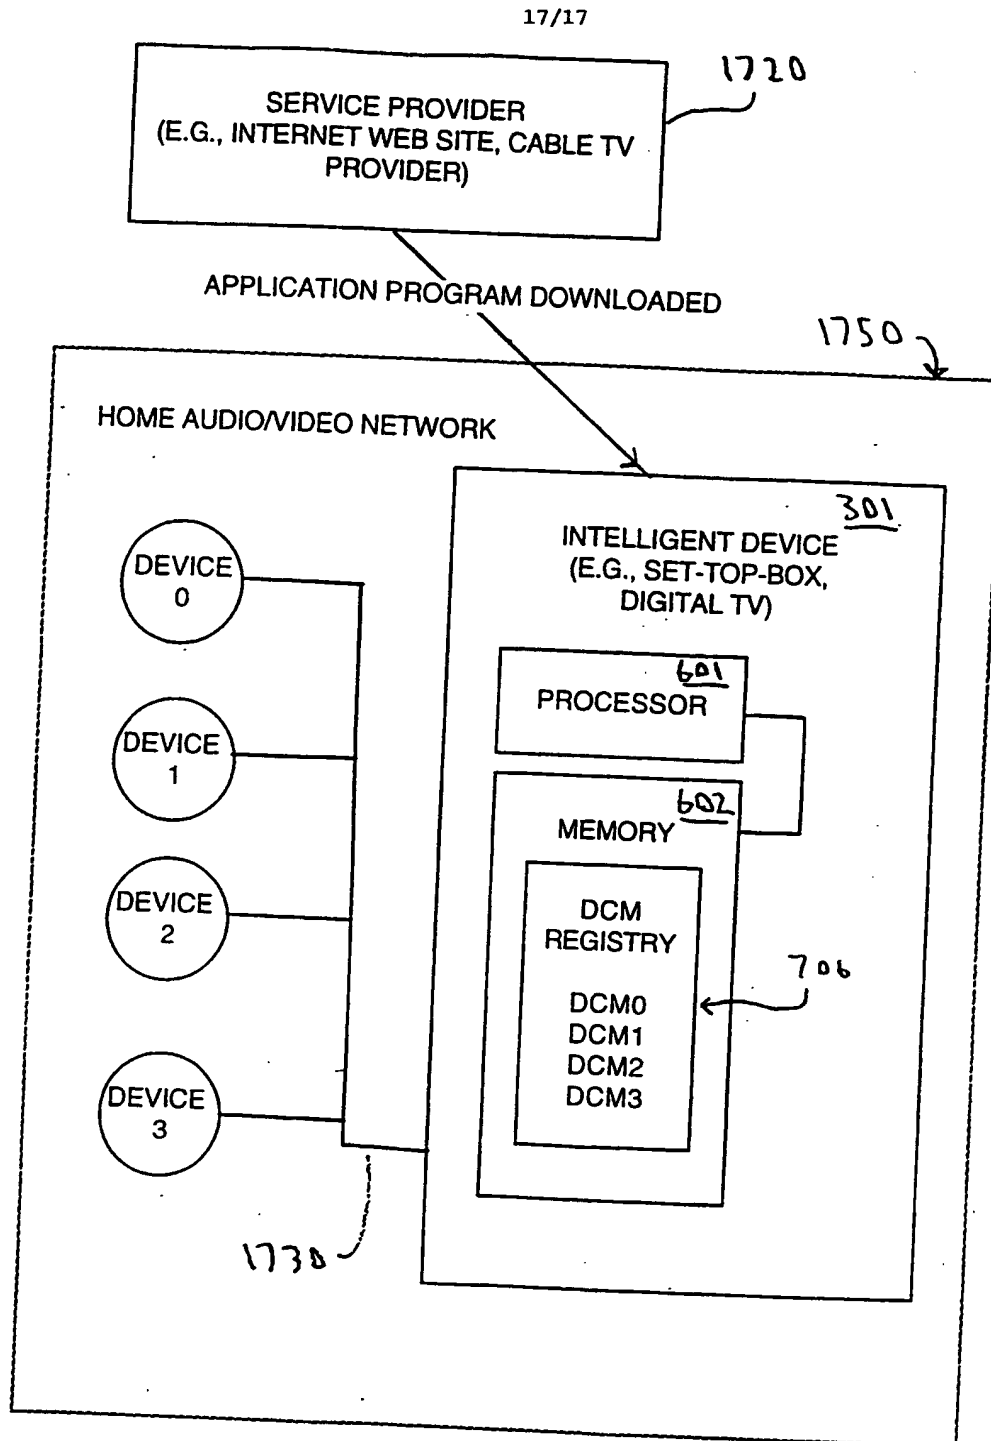 17/17
1720
SERVICE PROVIDER
(E.G., INTERNET WEB SITE, CABLE TV
PROVIDER)
APPLICATION PROGRAM DOWNLOADED
1750
HOME AUDIO/VIDEO NETWORK
301
INTELLIGENT DEVICE
(E.G., SET-TOP-BOX,
DIGITAL TV)
DEVICE
0
601
PROCESSOR
DEVICE
1
602
MEMORY
DEVICE
2
DCM
REGISTRY
706
DCM0
DCM1
DCM2
DCM3
DEVICE
3
1730